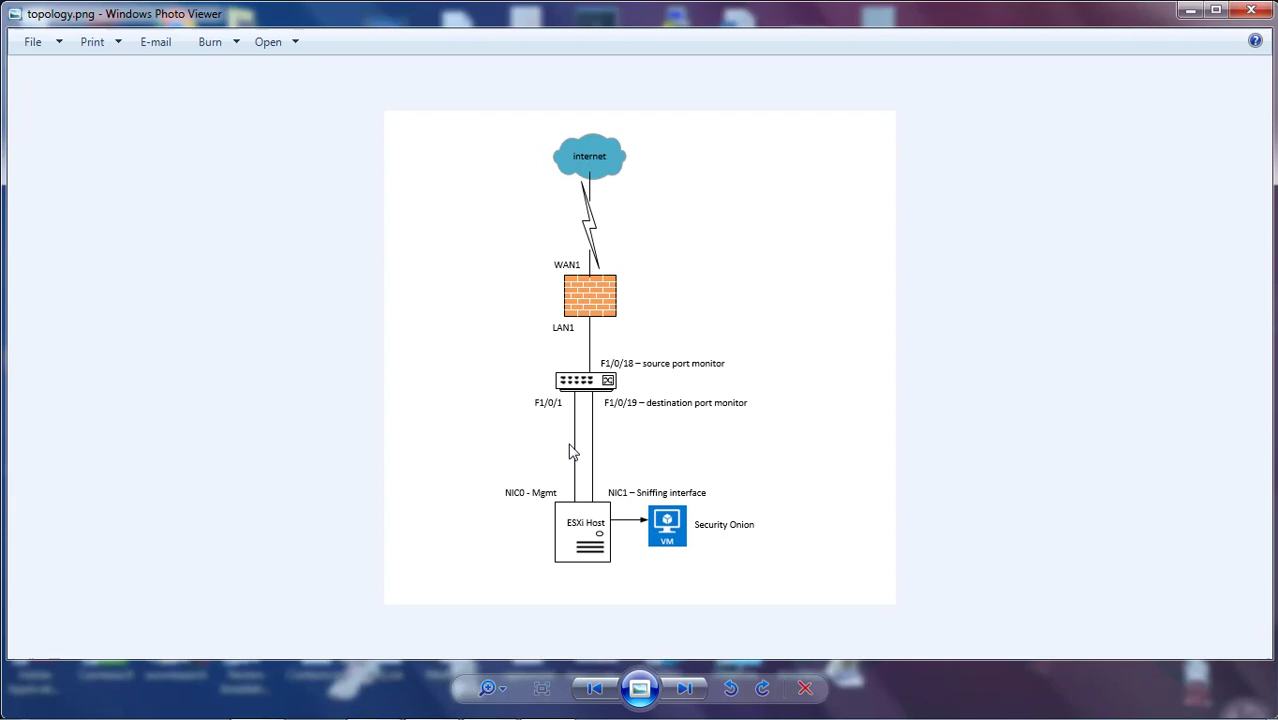 topology.png - Windows Photo Viewer
File Print E-mail Burn Open
internet
WAN1
LAN1
F1/0/18 – source port monitor
F1/0/1 F1/0/19 – destination port monitor
NIC0 - Mgmt NIC1 – Sniffing interface
ESXi Host
Security Onion
VM